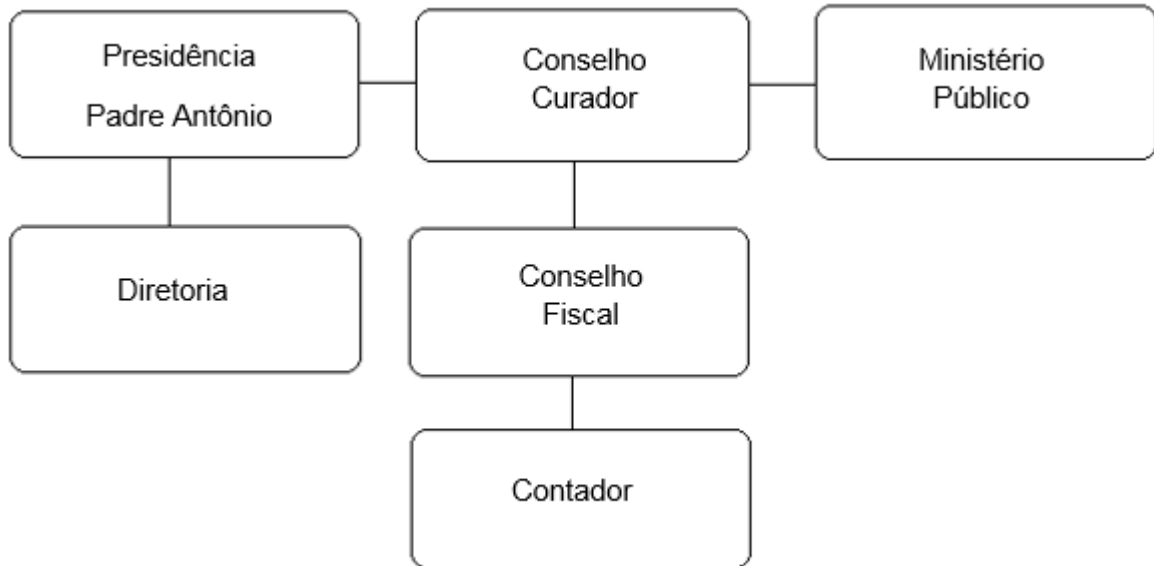 Presidência
Padre Antônio
Conselho
Curador
Ministério
Público
Diretoria
Conselho
Fiscal
Contador